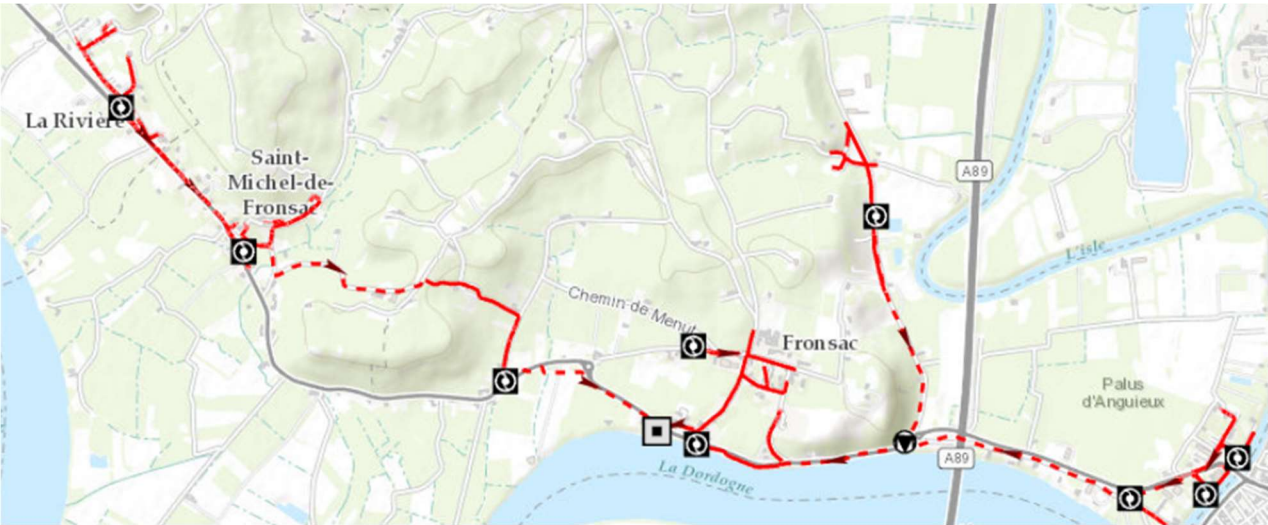 La Rivière
Saint-
Michel-de-
Fronsac
A89
L'isle
Chemin de Menut
Fronsac
Palus
d'Anguieux
A89
La Dordogne